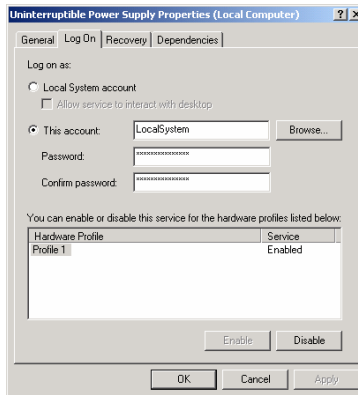 Uninterruptible Power Supply Properties (Local Computer)
General Log On Recovery Dependencies
Log on as:
Local System account
Allow service to interact with desktop
This account: LocalSystem Browse...
Password: ***************
Confirm password: ***************
You can enable or disable this service for the hardware profiles listed below:
Hardware Profile Service
Profile 1 Enabled
Enable Disable
OK Cancel Apply